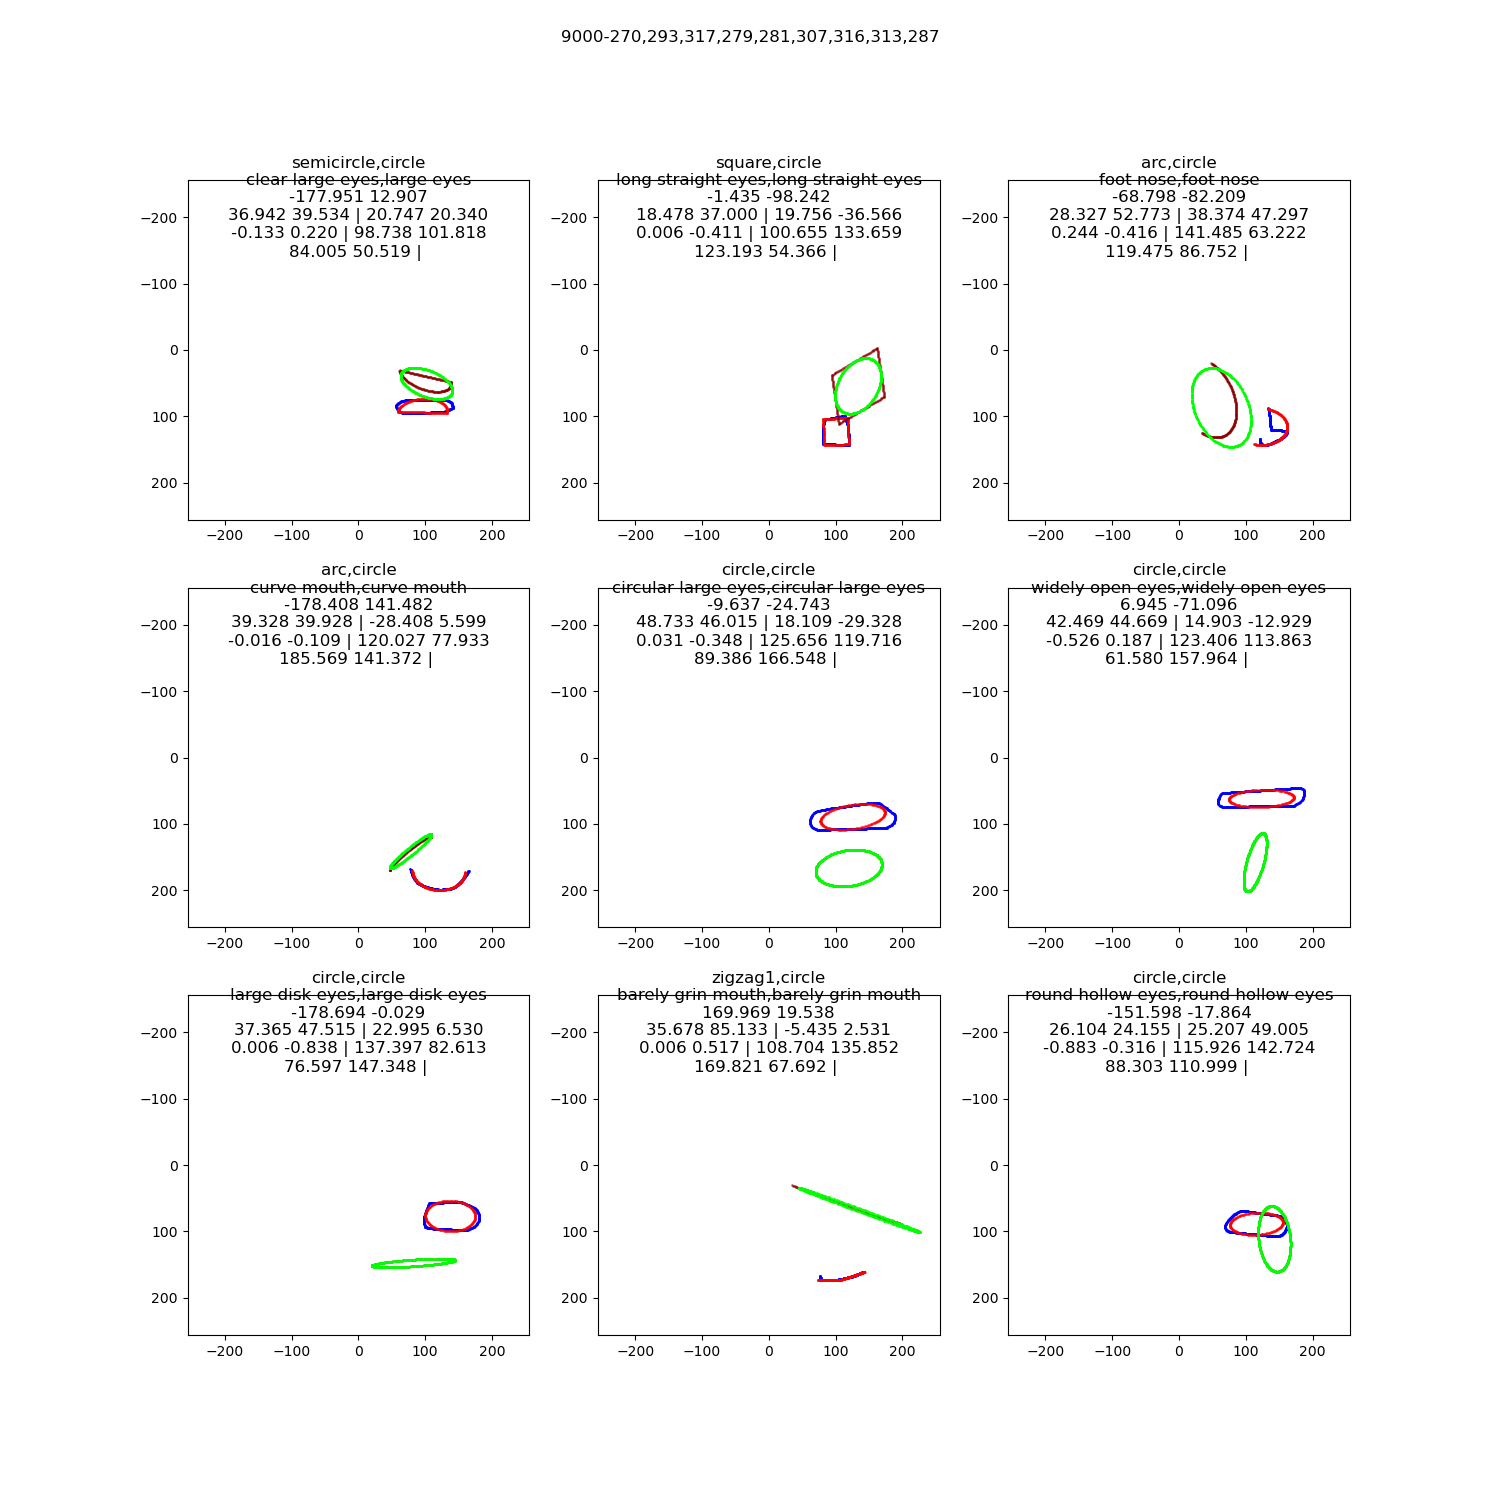 9000-270,293,317,279,281,307,316,313,287
semicircle,circle
clear large eyes,large eyes
-177.951 12.907
36.942 39.534 | 20.747 20.340
-0.133 0.220 | 98.738 101.818
84.005 50.519 |
−200
−100
0
100
200
−200 −100 0 100 200
square,circle
long straight eyes,long straight eyes
-1.435 -98.242
18.478 37.000 | 19.756 -36.566
0.006 -0.411 | 100.655 133.659
123.193 54.366 |
−200
−100
0
100
200
−200 −100 0 100 200
arc,circle
foot nose,foot nose
-68.798 -82.209
28.327 52.773 | 38.374 47.297
0.244 -0.416 | 141.485 63.222
119.475 86.752 |
−200
−100
0
100
200
−200 −100 0 100 200
arc,circle
curve mouth,curve mouth
-178.408 141.482
39.328 39.928 | -28.408 5.599
-0.016 -0.109 | 120.027 77.933
185.569 141.372 |
−200
−100
0
100
200
−200 −100 0 100 200
circle,circle
circular large eyes,circular large eyes
-9.637 -24.743
48.733 46.015 | 18.109 -29.328
0.031 -0.348 | 125.656 119.716
89.386 166.548 |
−200
−100
0
100
200
−200 −100 0 100 200
circle,circle
widely open eyes,widely open eyes
6.945 -71.096
42.469 44.669 | 14.903 -12.929
-0.526 0.187 | 123.406 113.863
61.580 157.964 |
−200
−100
0
100
200
−200 −100 0 100 200
circle,circle
large disk eyes,large disk eyes
-178.694 -0.029
37.365 47.515 | 22.995 6.530
0.006 -0.838 | 137.397 82.613
76.597 147.348 |
−200
−100
0
100
200
−200 −100 0 100 200
zigzag1,circle
barely grin mouth,barely grin mouth
169.969 19.538
35.678 85.133 | -5.435 2.531
0.006 0.517 | 108.704 135.852
169.821 67.692 |
−200
−100
0
100
200
−200 −100 0 100 200
circle,circle
round hollow eyes,round hollow eyes
-151.598 -17.864
26.104 24.155 | 25.207 49.005
-0.883 -0.316 | 115.926 142.724
88.303 110.999 |
−200
−100
0
100
200
−200 −100 0 100 200